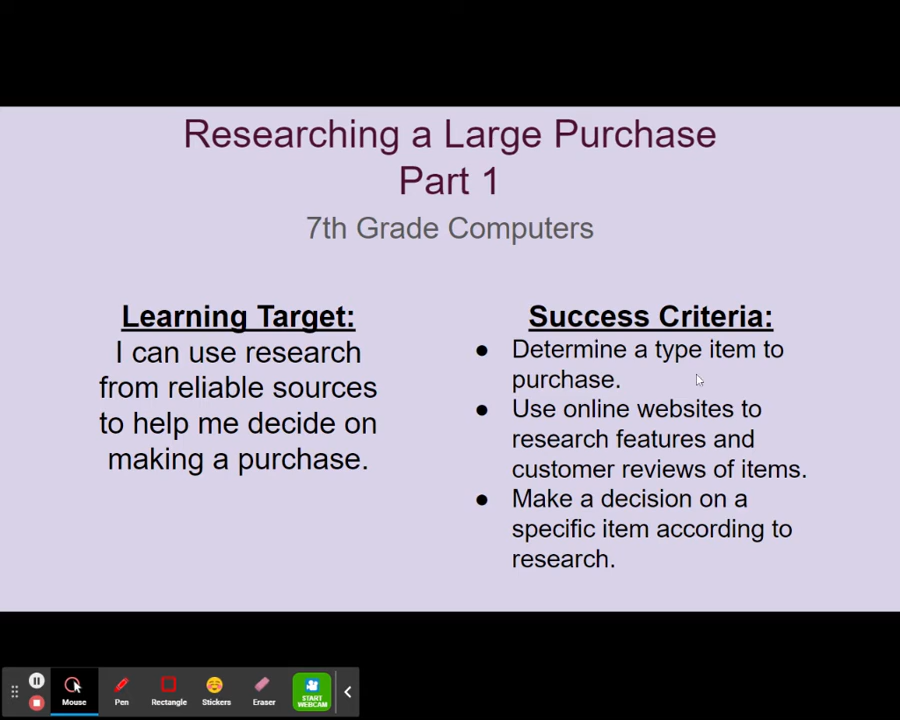 Researching a Large Purchase
Part 1
7th Grade Computers
Learning Target:
I can use research
from reliable sources
to help me decide on
making a purchase.
Success Criteria:
● Determine a type item to
purchase.
● Use online websites to
research features and
customer reviews of items.
● Make a decision on a
specific item according to
research.
Mouse
Pen
Rectangle
Stickers
Eraser
START
WEBCAM